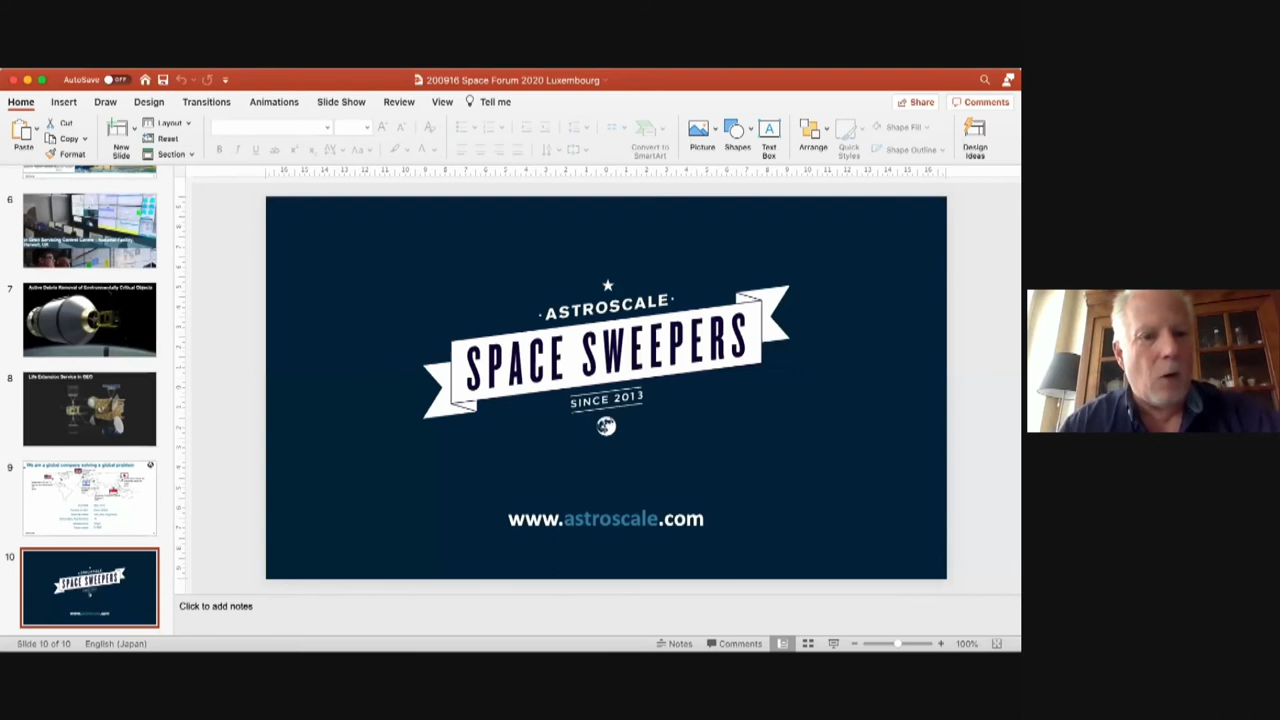 AutoSave OFF
200916 Space Forum 2020 Luxembourg
Home Insert Draw Design Transitions Animations Slide Show Review View Tell me
Share Comments
Paste
Cut
Copy
Format
New Slide
Layout
Reset
Section
Convert to SmartArt
Picture
Shapes
Text Box
Arrange
Quick Styles
Shape Fill
Shape Outline
Design Ideas
6
7
Active Debris Removal of Environmentally Critical Objects
8
Life Extension Service in GEO
9
We are a global company solving a global problem
10
SPACE SWEEPERS
ASTROSCALE
SPACE SWEEPERS
SINCE 2013
www.astroscale.com
Click to add notes
Slide 10 of 10 English (Japan)
Notes Comments 100%